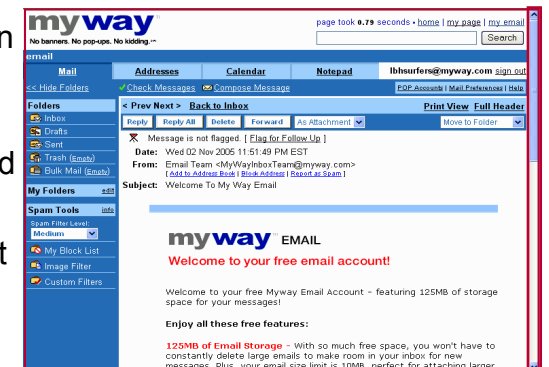 n
d
t
myway
No banners. No pop-ups. No kidding.
page took 0.79 seconds • home | my page | my email
Search
email
Mail Addresses Calendar Notepad lbhsurfers@myway.com sign out
<< Hide Folders Check Messages Compose Message POP Accounts | Mail Preferences | Help
Folders
Inbox
Drafts
Sent
Trash (Empty)
Bulk Mail (Empty)
My Folders edit
Spam Tools info
Spam Filter Level:
Medium
My Block List
Image Filter
Custom Filters
< Prev Next > Back to Inbox Print View Full Header
Reply Reply All Delete Forward As Attachment Move to Folder
Message is not flagged. [ Flag for Follow Up ]
Date: Wed 02 Nov 2005 11:51:49 PM EST
From: Email Team <MyWayInboxTeam@myway.com>
[ Add to Address Book | Block Address | Report as Spam ]
Subject: Welcome To My Way Email
myway EMAIL
Welcome to your free email account!
Welcome to your free Myway Email Account - featuring 125MB of storage
space for your messages!
Enjoy all these free features:
125MB of Email Storage - With so much free space, you won't have to
constantly delete large emails to make room in your inbox for new
messages. Plus, your email size limit is 10MB, perfect for attaching larger